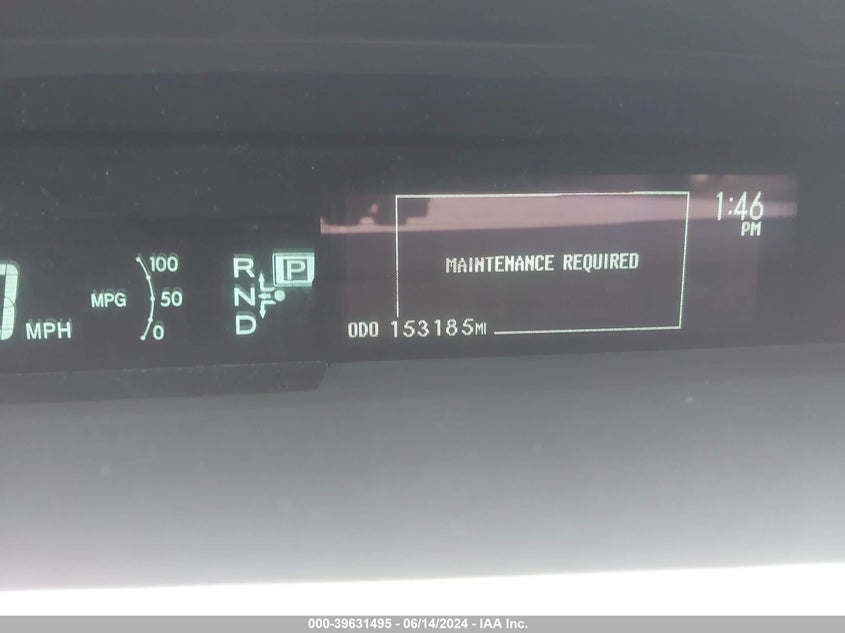 1:46
PM
100
R P
MAINTENANCE REQUIRED
MPG 50
N
MPH
0
D
ODO 153185MI
000-39631495 - 06/14/2024 - IAA Inc.